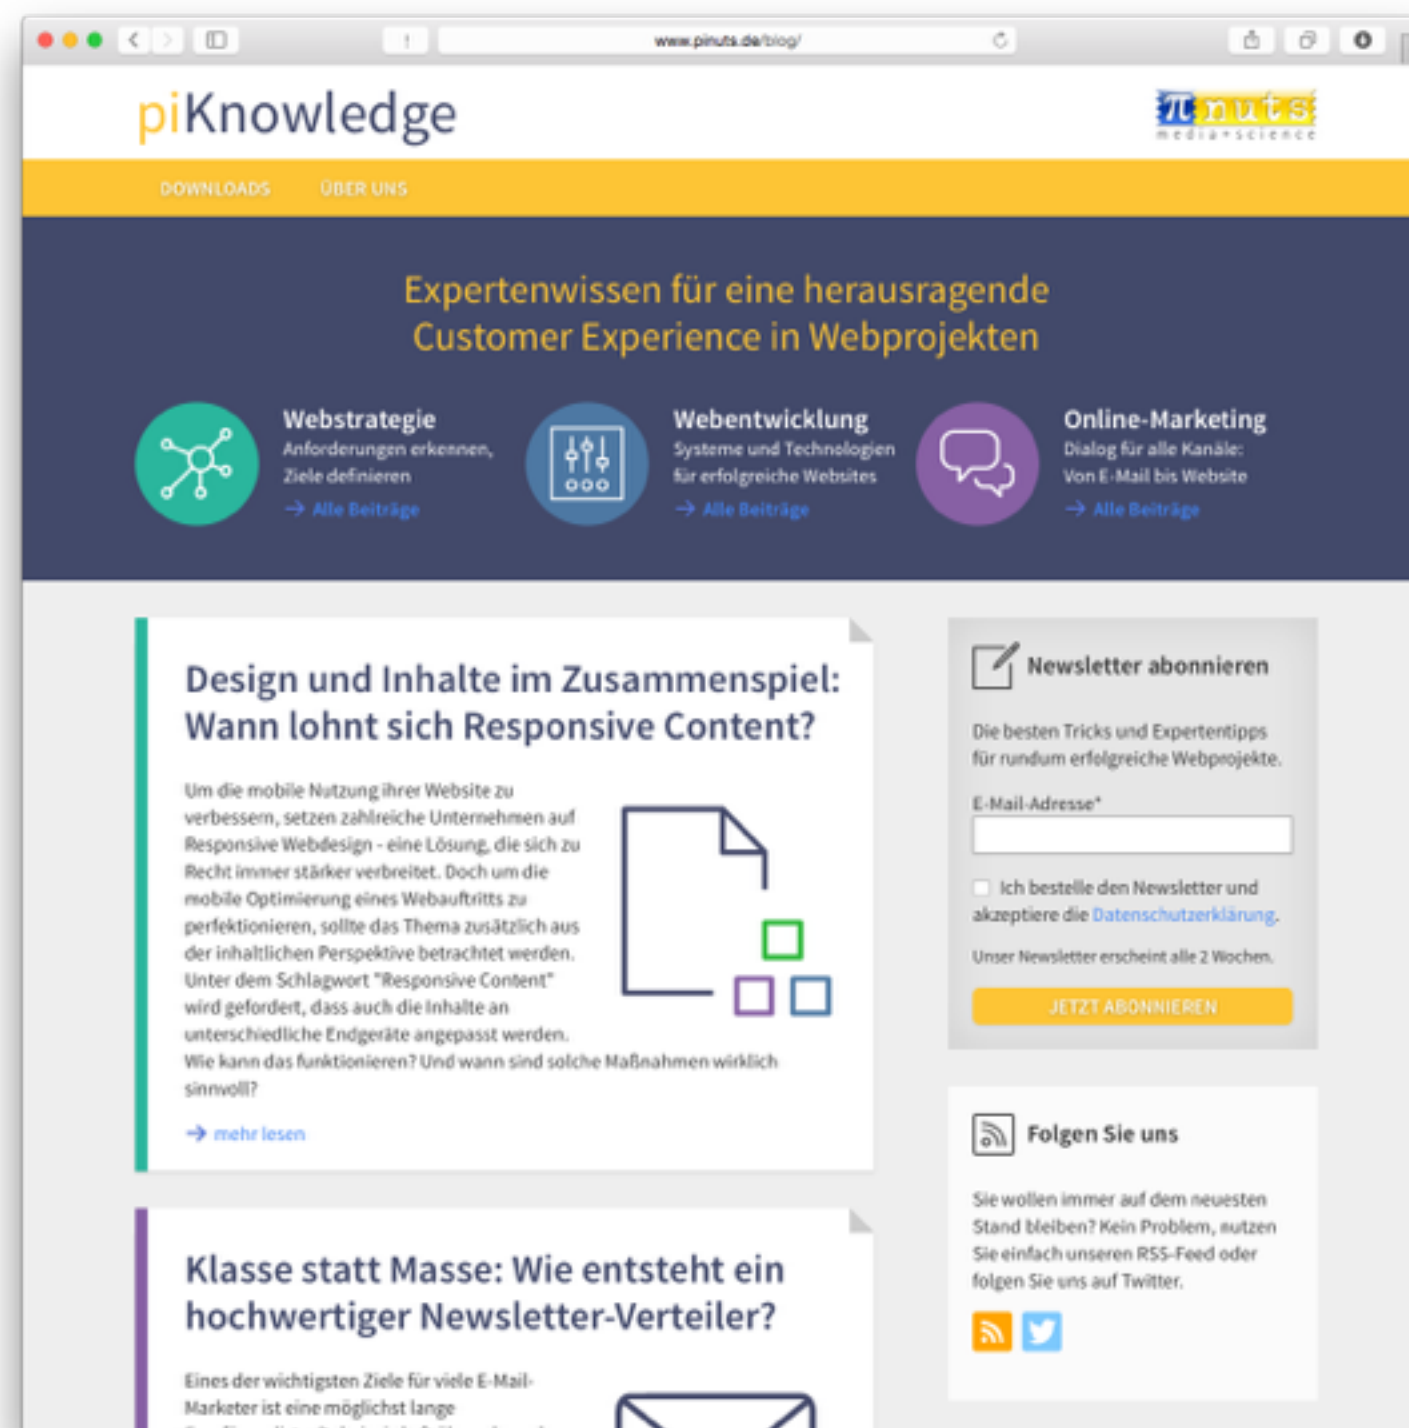 www.pinuts.de/blog/
piKnowledge
πnuts
media+science
DOWNLOADS ÜBER UNS
Expertenwissen für eine herausragende
Customer Experience in Webprojekten
Webstrategie
Anforderungen erkennen,
Ziele definieren
→ Alle Beiträge
Webentwicklung
Systeme und Technologien
für erfolgreiche Websites
→ Alle Beiträge
Online-Marketing
Dialog für alle Kanäle:
Von E-Mail bis Website
→ Alle Beiträge
Design und Inhalte im Zusammenspiel:
Wann lohnt sich Responsive Content?
Um die mobile Nutzung ihrer Website zu
verbessern, setzen zahlreiche Unternehmen auf
Responsive Webdesign - eine Lösung, die sich zu
Recht immer stärker verbreitet. Doch um die
mobile Optimierung eines Webauftritts zu
perfektionieren, sollte das Thema zusätzlich aus
der inhaltlichen Perspektive betrachtet werden.
Unter dem Schlagwort "Responsive Content"
wird gefordert, dass auch die Inhalte an
unterschiedliche Endgeräte angepasst werden.
Wie kann das funktionieren? Und wann sind solche Maßnahmen wirklich
sinnvoll?
→ mehr lesen
Klasse statt Masse: Wie entsteht ein
hochwertiger Newsletter-Verteiler?
Eines der wichtigsten Ziele für viele E-Mail-
Marketer ist eine möglichst lange
Newsletter abonnieren
Die besten Tricks und Expertentipps
für rundum erfolgreiche Webprojekte.
E-Mail-Adresse*
Ich bestelle den Newsletter und
akzeptiere die Datenschutzerklärung.
Unser Newsletter erscheint alle 2 Wochen.
JETZT ABONNIEREN
Folgen Sie uns
Sie wollen immer auf dem neuesten
Stand bleiben? Kein Problem, nutzen
Sie einfach unseren RSS-Feed oder
folgen Sie uns auf Twitter.